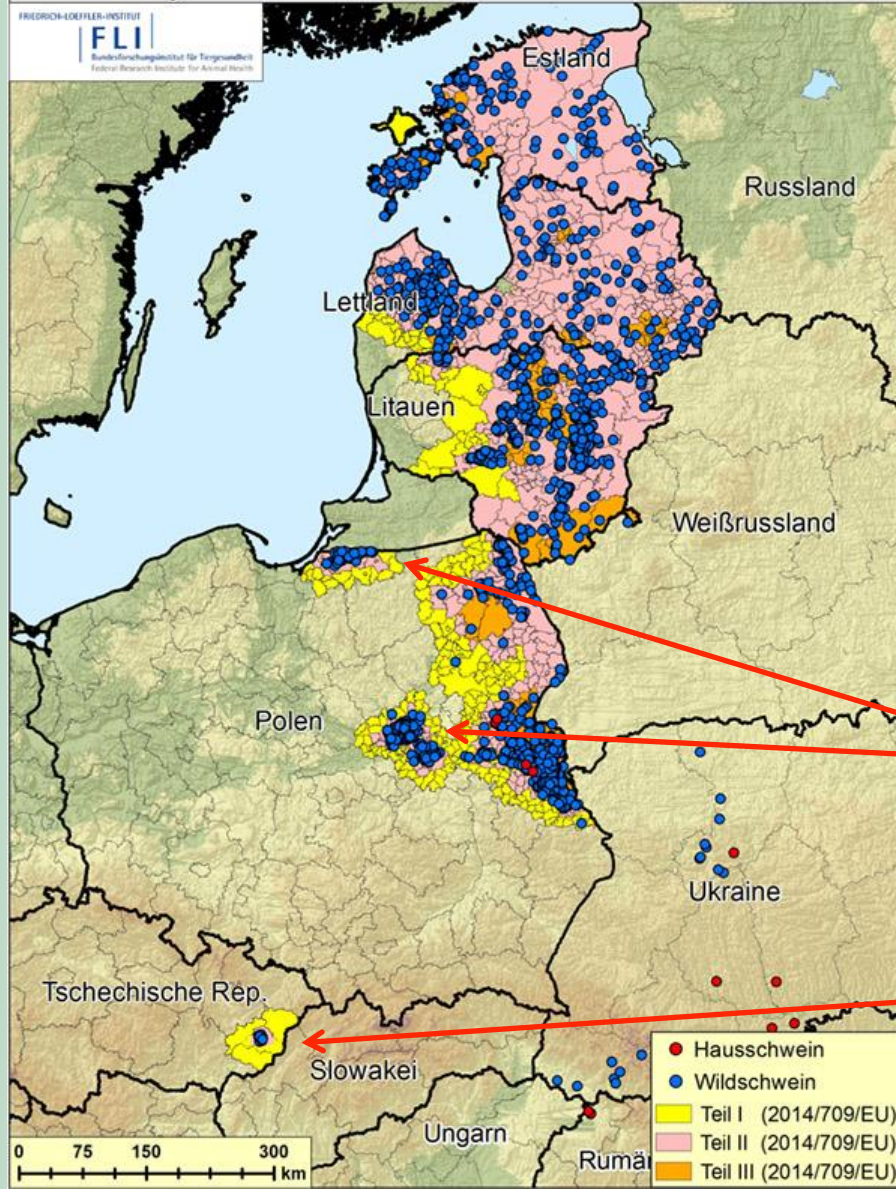 FRIEDRICH-LOEFFLER-INSTITUT
FLI
Bundesforschungsinstitut für Tiergesundheit
Federal Research Institute for Animal Health
Estland
Russland
Lettland
Litauen
Weißrussland
Polen
Ukraine
Tschechische Rep.
Slowakei
Ungarn
Rumän
Hausschwein
Wildschwein
Teil I (2014/709/EU)
Teil II (2014/709/EU)
Teil III (2014/709/EU)
0 75 150 300
km